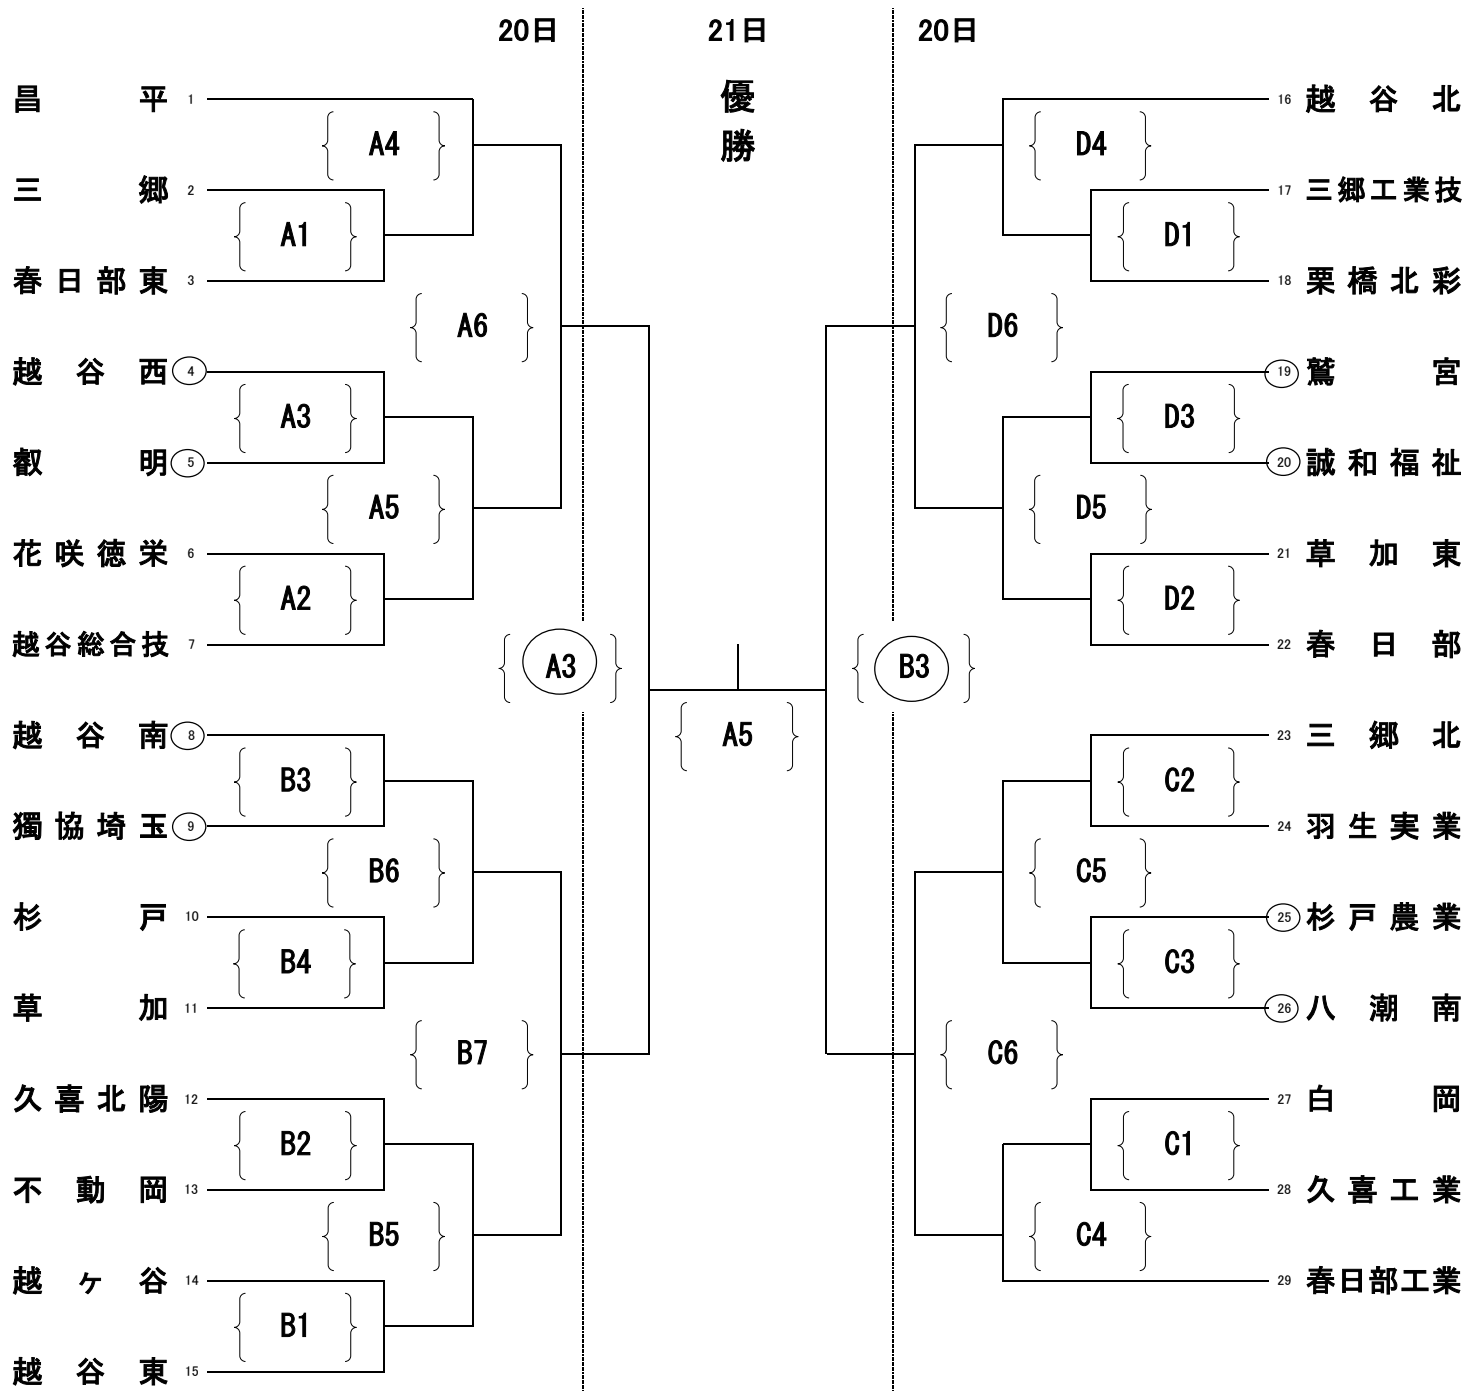 20日 21日 20日
優勝
昌平 1
A4
三郷 2
A1
春日部東 3
A6
越谷西 4
A3
叡明 5
A5
花咲徳栄 6
A2
越谷総合技 7
A3
越谷南 8
B3
獨協埼玉 9
B6
杉戸 10
B4
草加 11
B7
久喜北陽 12
B2
不動岡 13
B5
越ヶ谷 14
B1
越谷東 15
A5
16 越谷北
D4
17 三郷工業技
D1
18 栗橋北彩
D6
19 鷲宮
D3
20 誠和福祉
D5
21 草加東
D2
22 春日部
B3
23 三郷北
C2
24 羽生実業
C5
25 杉戸農業
C3
26 八潮南
C6
27 白岡
C1
28 久喜工業
C4
29 春日部工業